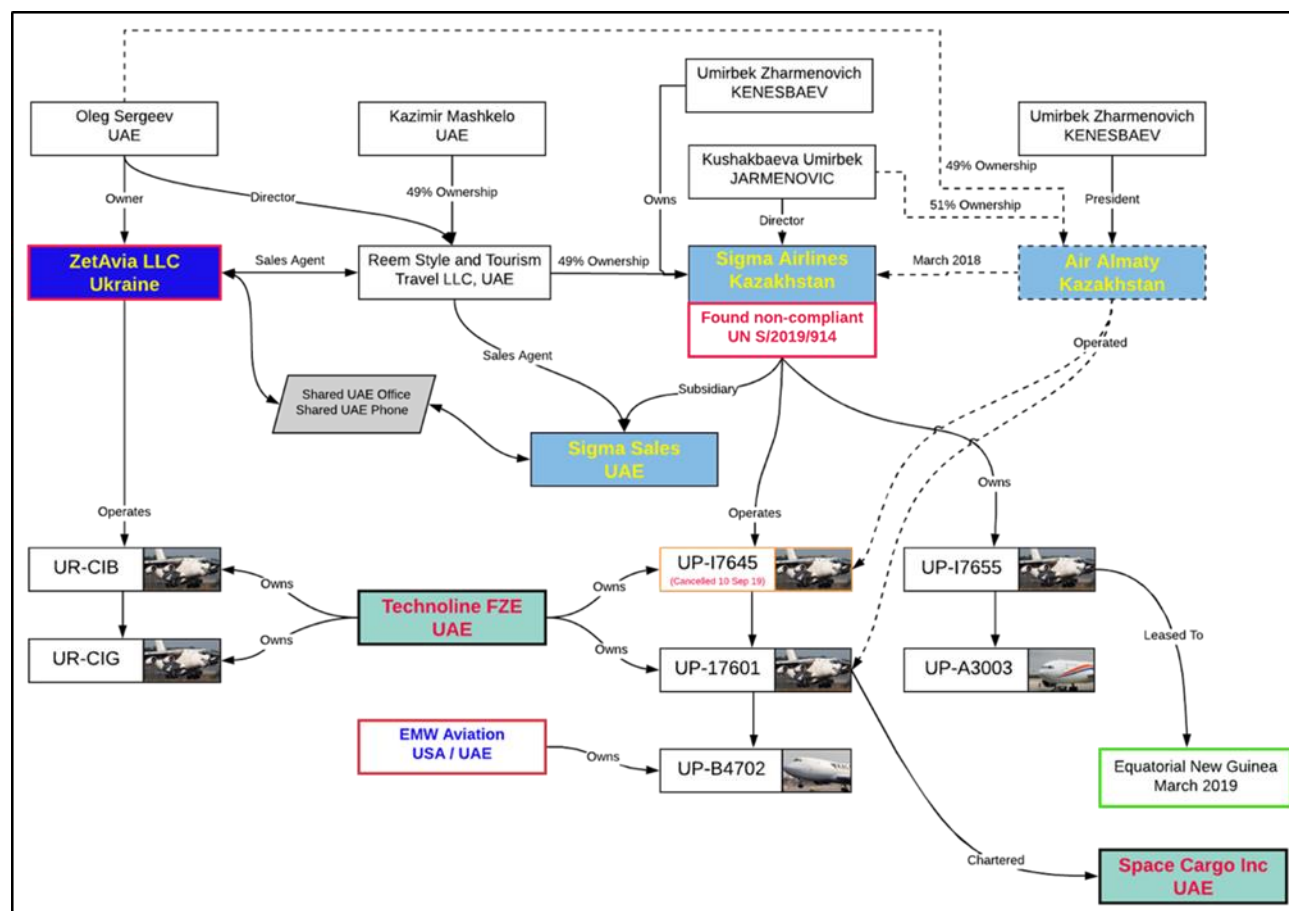 Umirbek Zharmenovich
KENESBAEV
Oleg Sergeev
UAE
Kazimir Mashkelo
UAE
Umirbek Zharmenovich
KENESBAEV
Kushakbaeva Umirbek
JARMENOVIC
49% Ownership
49% Ownership
Owns
51% Ownership
Owner
Director
Director
President
ZetAvia LLC
Ukraine
Sales Agent
Reem Style and Tourism
Travel LLC, UAE
49% Ownership
Sigma Airlines
Kazakhstan
March 2018
Air Almaty
Kazakhstan
Found non-compliant
UN S/2019/914
Operated
Sales Agent
Shared UAE Office
Shared UAE Phone
Subsidiary
Sigma Sales
UAE
Owns
Operates
Operates
UR-CIB
UP-I7645
(Cancelled 10 Sep 19)
UP-I7655
Owns
Owns
Technoline FZE
UAE
Owns
Owns
Leased To
UR-CIG
UP-17601
UP-A3003
EMW Aviation
USA / UAE
Owns
UP-B4702
Equatorial New Guinea
March 2019
Chartered
Space Cargo Inc
UAE